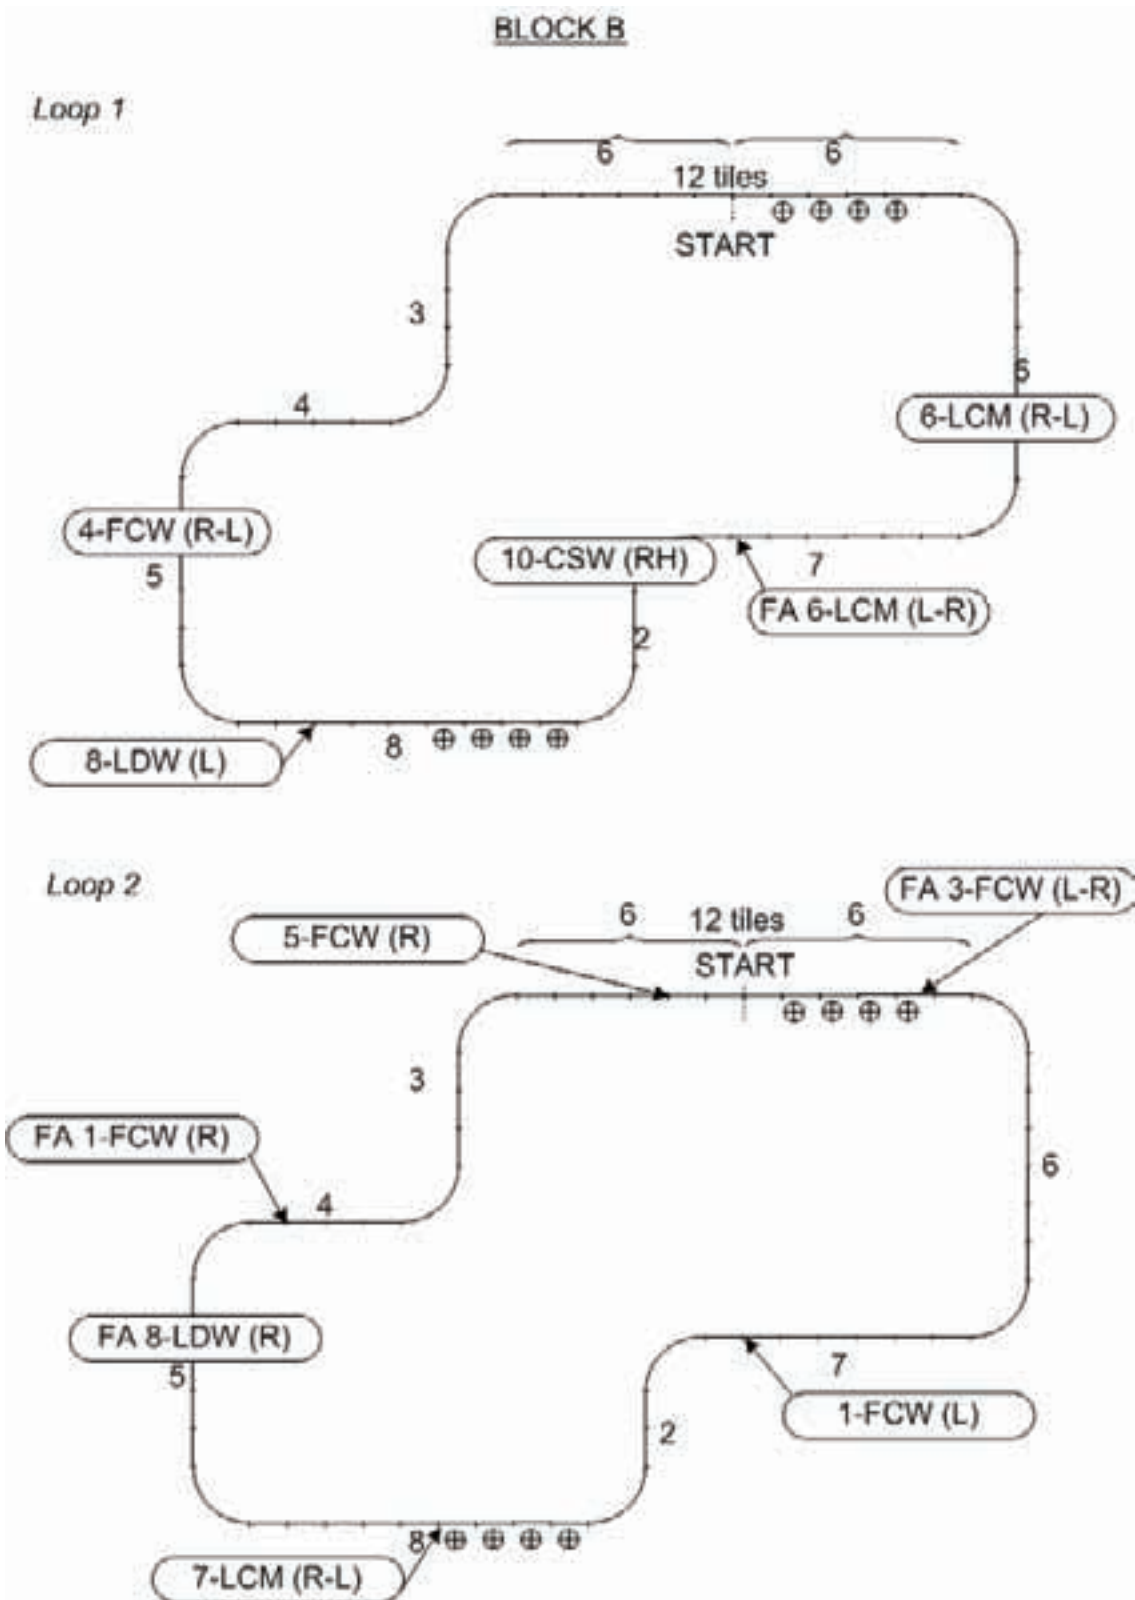 BLOCK B
Loop 1
6 6
12 tiles
START
3
6
4
6-LCM (R-L)
4-FCW (R-L)
10-CSW (RH)
7
5
FA 6-LCM (L-R)
2
8
8-LDW (L)
Loop 2
FA 3-FCW (L-R)
6 12 tiles 6
5-FCW (R)
START
3
FA 1-FCW (R)
6
4
FA 8-LDW (R)
5
7
1-FCW (L)
2
8
7-LCM (R-L)